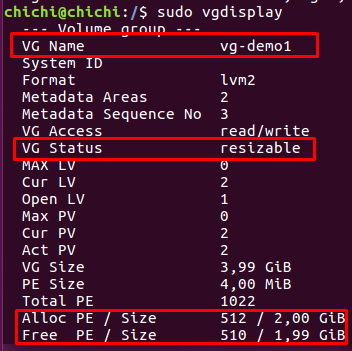 chichi@chichi:/$ sudo vgdisplay
--- Volume group ---
VG Name vg-demo1
System ID
Format lvm2
Metadata Areas 2
Metadata Sequence No 3
VG Access read/write
VG Status resizable
MAX LV 0
Cur LV 2
Open LV 1
Max PV 0
Cur PV 2
Act PV 2
VG Size 3,99 GiB
PE Size 4,00 MiB
Total PE 1022
Alloc PE / Size 512 / 2,00 GiB
Free PE / Size 510 / 1,99 GiB